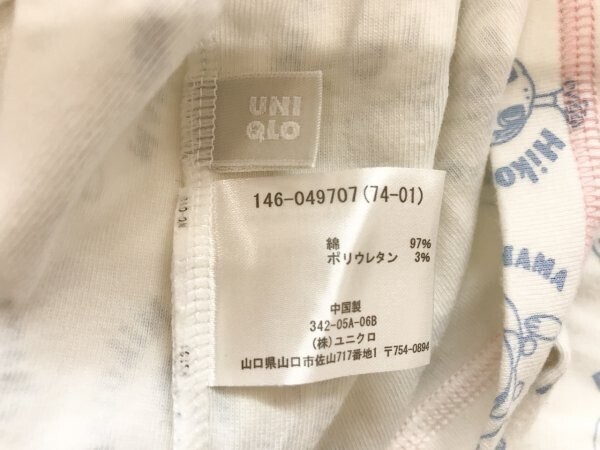 UNI
QLO
146-049707(74-01)
綿 97%
ポリウレタン 3%
中国製
342-05A-06B
(株)ユニクロ
山口県山口市佐山717番地1 〒754-0894
Hiko
MAMA